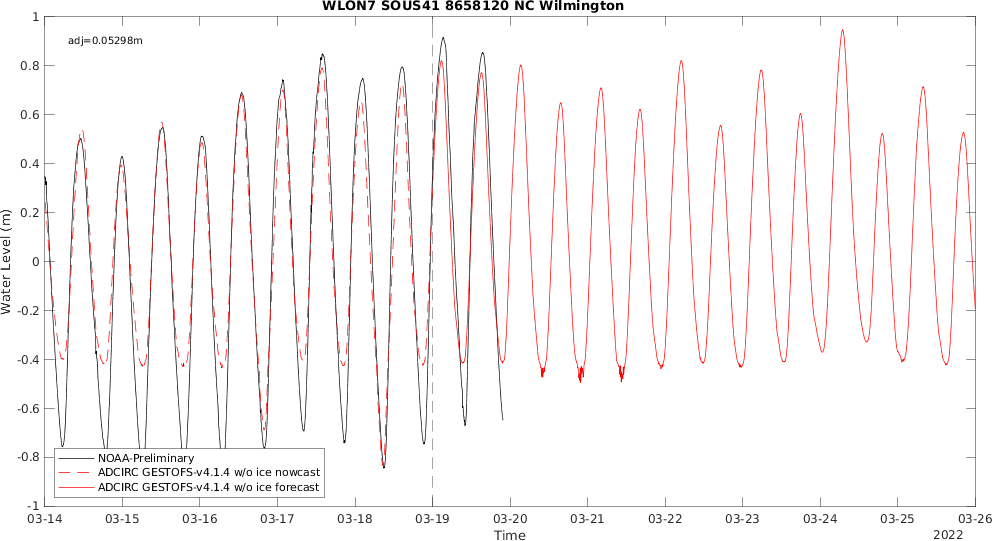 WLON7 SOUS41 8658120 NC Wilmington
adj=0.05298m
1
0.8
0.6
0.4
0.2
0
-0.2
-0.4
-0.6
-0.8
-1
Water Level (m)
NOAA-Preliminary
ADCIRC GESTOFS-v4.1.4 w/o ice nowcast
ADCIRC GESTOFS-v4.1.4 w/o ice forecast
03-14 03-15 03-16 03-17 03-18 03-19 03-20 03-21 03-22 03-23 03-24 03-25 03-26
Time
2022